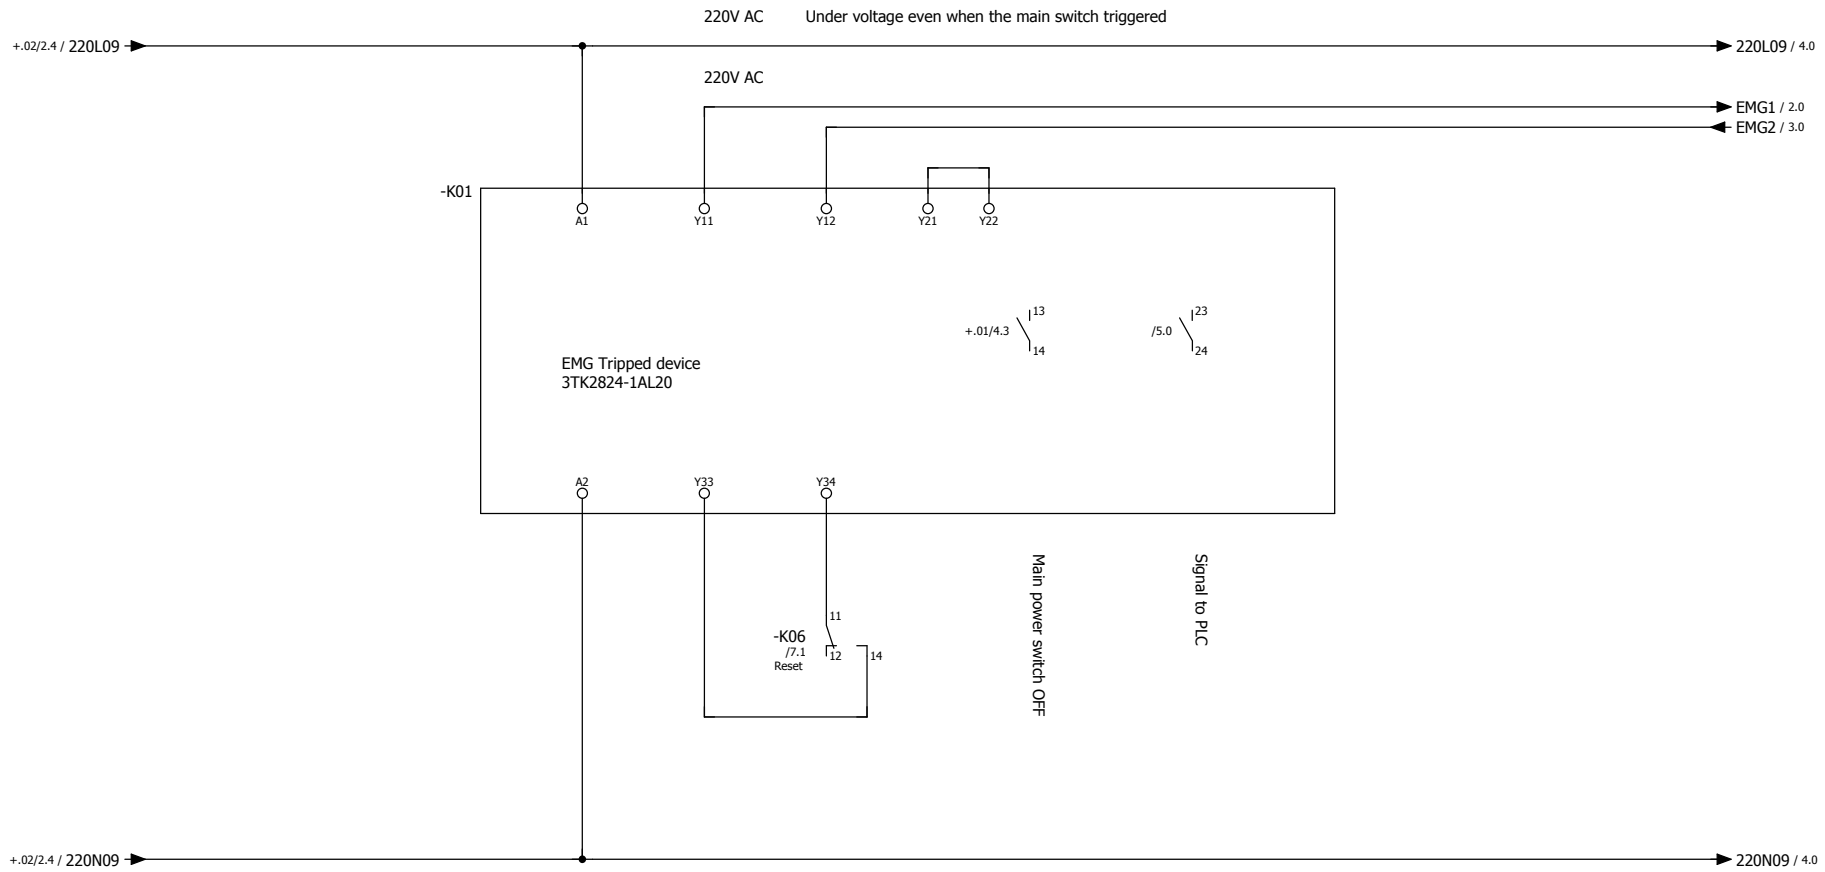 220V AC Under voltage even when the main switch triggered
+.02/2.4 / 220L09
220L09 / 4.0
220V AC
EMG1 / 2.0
EMG2 / 3.0
-K01
A1 Y11 Y12 Y21 Y22
13
+.01/4.3
14
23
/5.0
24
EMG Tripped device
3TK2824-1AL20
A2 Y33 Y34
Main power switch OFF
Signal to PLC
11
-K06
/7.1
Reset
12 14
+.02/2.4 / 220N09
220N09 / 4.0